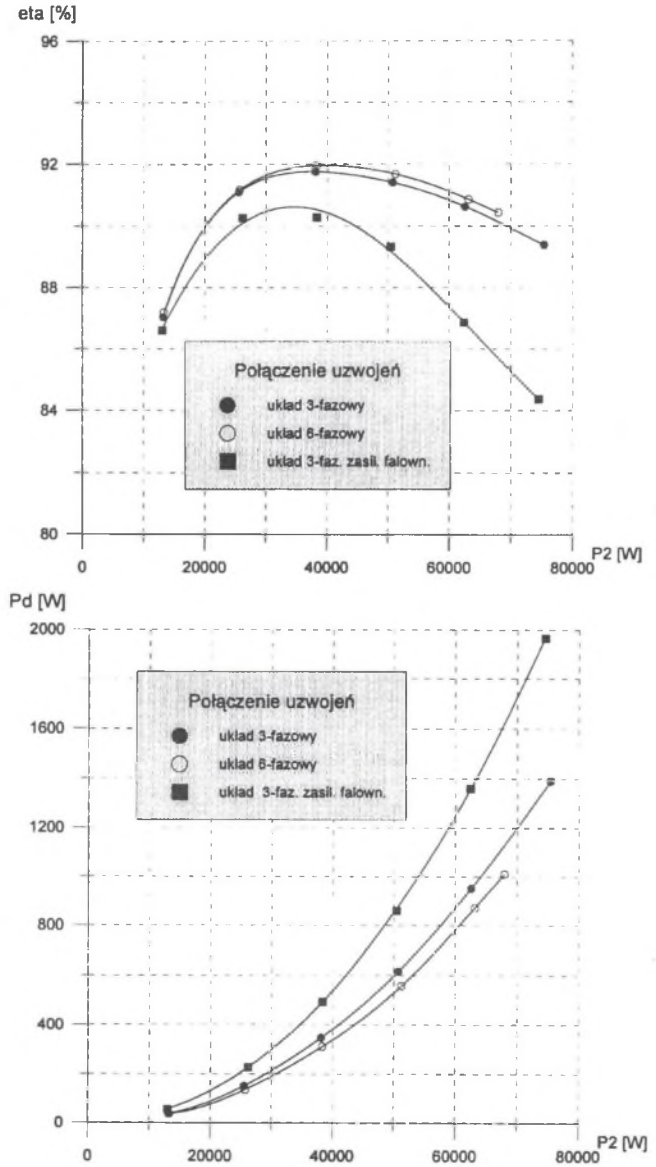 eta [%]
96
92
88
84
80
Połączenie uzwojeń
układ 3-fazowy
układ 6-fazowy
układ 3-faz. zasil. falown.
0 20000 40000 60000 80000
P2 [W]
Pd [W]
2000
1600
1200
800
400
0
Połączenie uzwojeń
układ 3-fazowy
układ 6-fazowy
układ 3-faz. zasil. falown.
0 20000 40000 60000 80000
P2 [W]